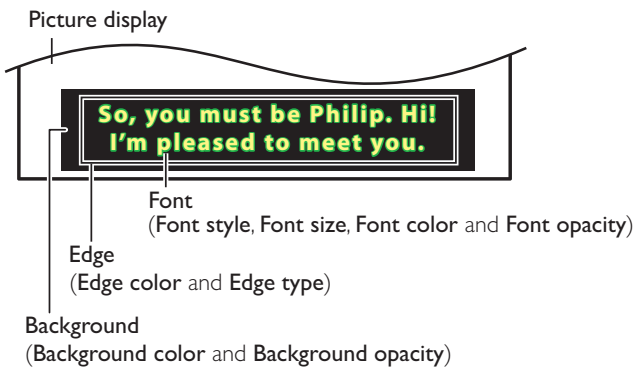 Picture display
So, you must be Philip. Hi!
I'm pleased to meet you.
Font
(Font style, Font size, Font color and Font opacity)
Edge
(Edge color and Edge type)
Background
(Background color and Background opacity)